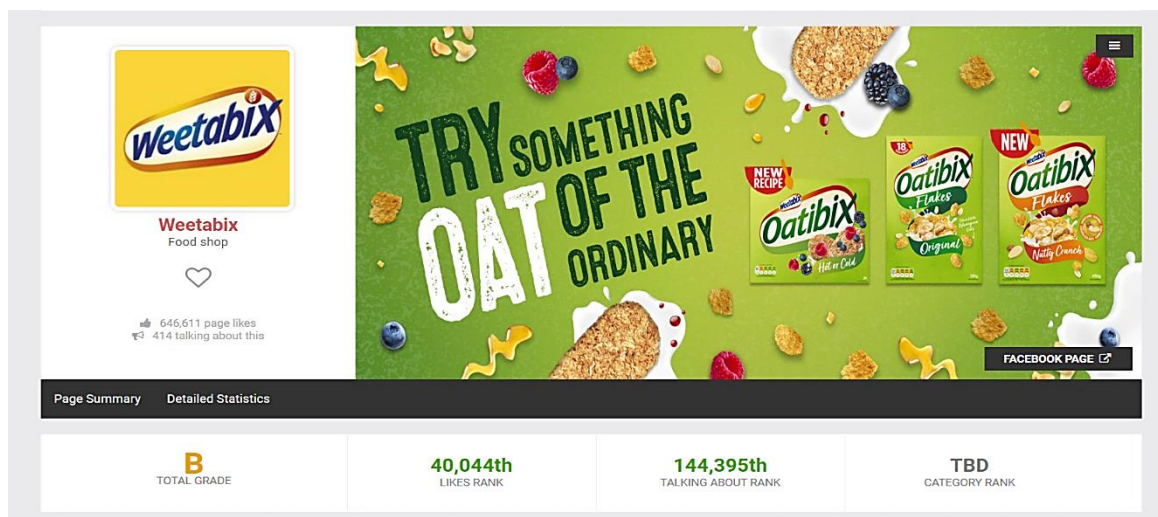 Weetabix
Weetabix
Food shop
646,611 page likes
414 talking about this
TRY SOMETHING
OAT OF THE
ORDINARY
NEW
RECIPE
Weetabix
Oatibix
Hot or Cold
18
Weetabix
Oatibix
Flakes
Original
NEW
Weetabix
Oatibix
Flakes
Nutty Crunch
FACEBOOK PAGE
Page Summary Detailed Statistics
B
TOTAL GRADE
40,044th
LIKES RANK
144,395th
TALKING ABOUT RANK
TBD
CATEGORY RANK